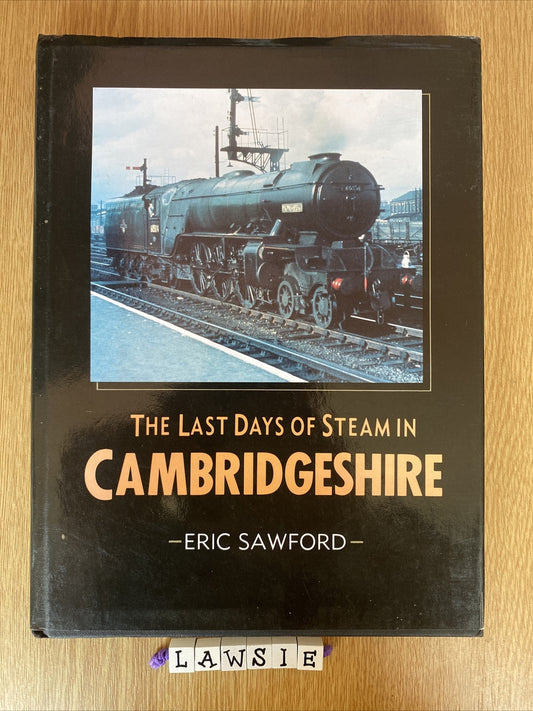 THE LAST DAYS OF STEAM IN
CAMBRIDGESHIRE
–ERIC SAWFORD–
LAWSIE